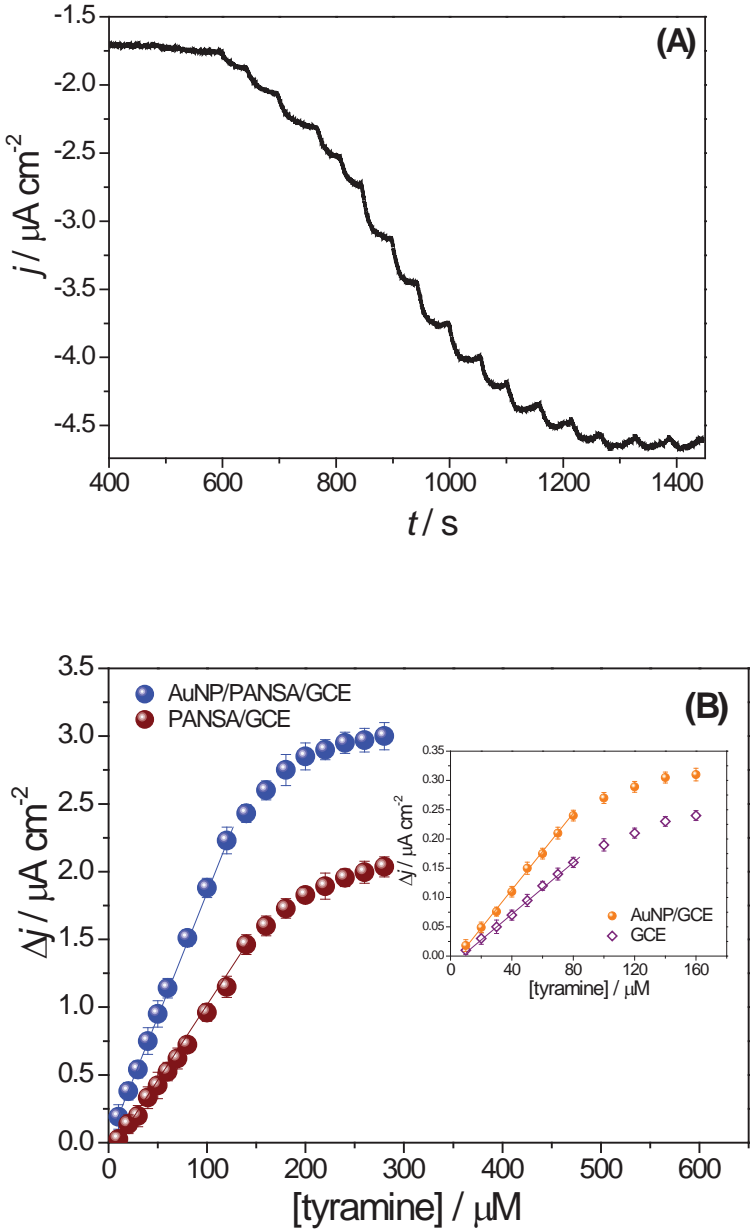 (A)
-1.5
-2.0
-2.5
-3.0
-3.5
-4.0
-4.5
j / µA cm-2
400 600 800 1000 1200 1400
t / s
(B)
AuNP/PANSA/GCE
PANSA/GCE
3.5
3.0
2.5
2.0
1.5
1.0
0.5
0.0
Δj / µA cm-2
0 100 200 300 400 500 600
[tyramine] / µM
0.35
0.30
0.25
0.20
0.15
0.10
0.05
0.00
Δj / µA cm-2
AuNP/GCE
GCE
0 40 80 120 160
[tyramine] / µM